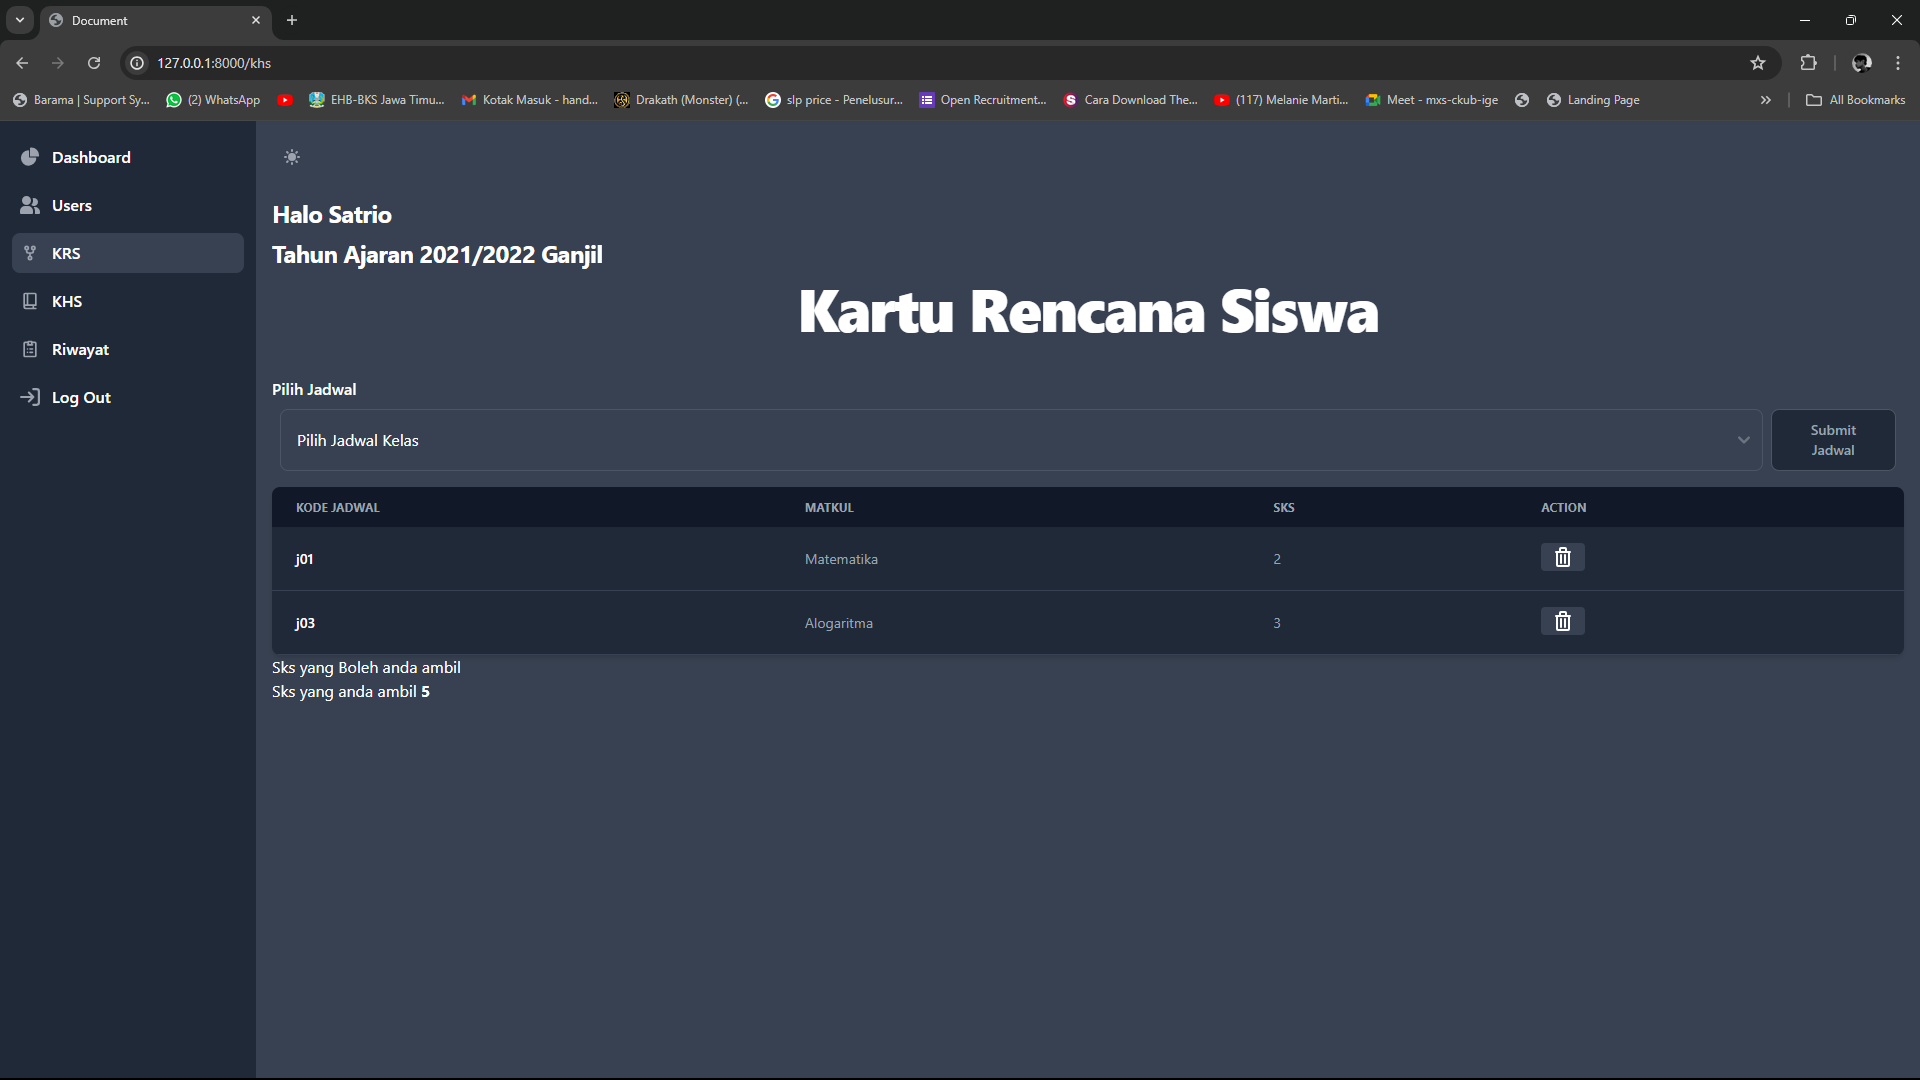 Document
127.0.0.1:8000/khs
Barama | Support Sy... (2) WhatsApp EHB-BKS Jawa Timu... Kotak Masuk - hand... Drakath (Monster) (... slp price - Penelusur... Open Recruitment... Cara Download The... (117) Melanie Marti... Meet - mxs-ckub-ige Landing Page » All Bookmarks
Dashboard
Users
KRS
KHS
Riwayat
Log Out
Halo Satrio
Tahun Ajaran 2021/2022 Ganjil
Kartu Rencana Siswa
Pilih Jadwal
Pilih Jadwal Kelas
Submit
Jadwal
KODE JADWAL MATKUL SKS ACTION
j01 Matematika 2
j03 Alogaritma 3
Sks yang Boleh anda ambil
Sks yang anda ambil 5